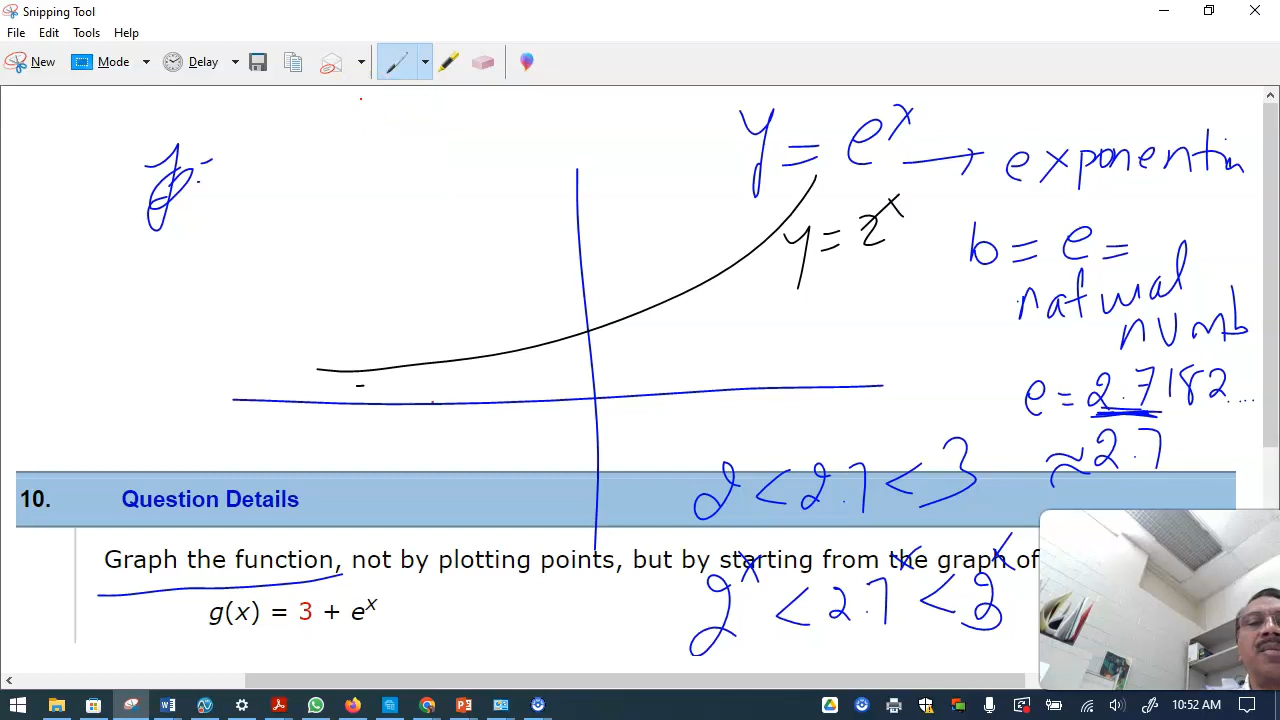 Snipping Tool
File Edit Tools Help
New Mode Delay
y = e^x → exponential
y = 2^x
b = e =
natural
numb
e = 2.7182...
≈ 2.7
2 < 2.7 < 3
10. Question Details
Graph the function, not by plotting points, but by starting from the graph of
2^x < 2.7^x < 3^x
g(x) = 3 + e^x
10:52 AM